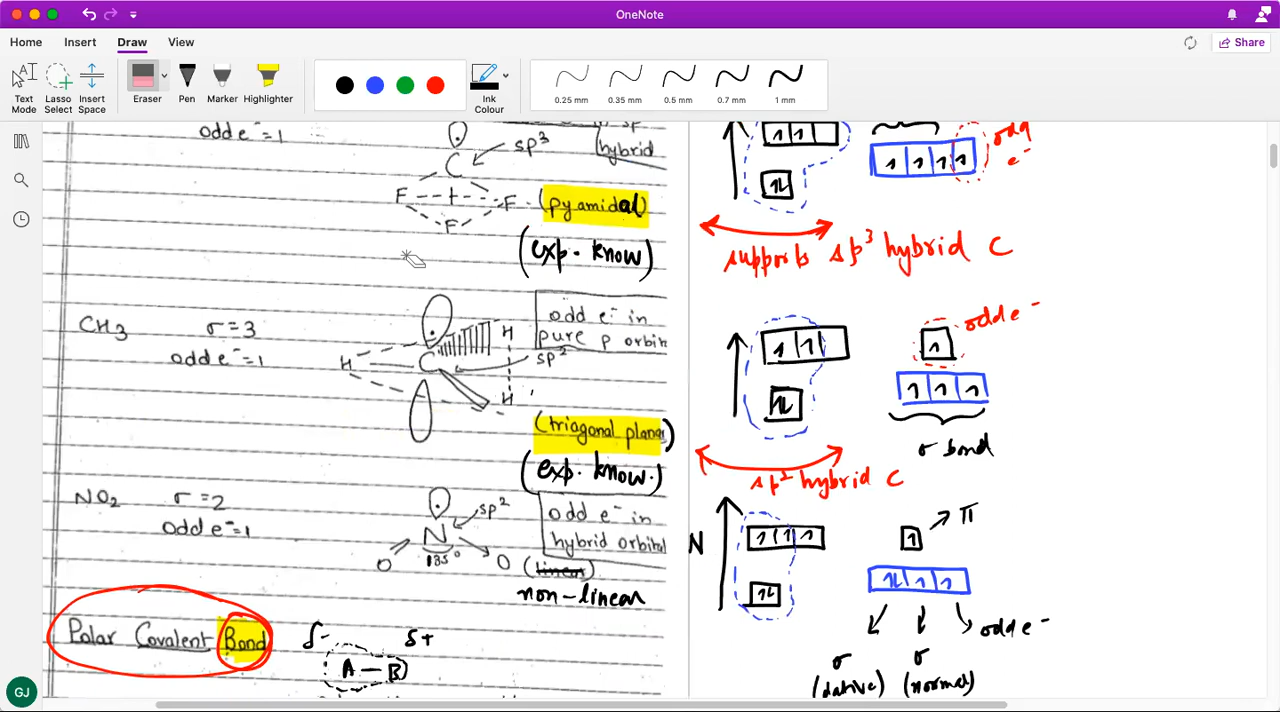 OneNote
Home Insert Draw View
Share
Text Mode
Lasso Select
Insert Space
Eraser
Pen
Marker
Highlighter
Ink Colour
0.25 mm
0.35 mm
0.5 mm
0.7 mm
1 mm
odd e⁻=1
hybrid
sp³
C
F F
F
(pyamidal)
(exp. know)
odd e⁻
supports sp³ hybrid C
CH3 σ=3
odd e⁻=1
odd e⁻ in
pure p orbit
sp²
H C H
H
(triagonal planar)
(exp. know.)
odd e⁻
σ bond
sp² hybrid C
NO2 σ=2
odd e⁻=1
sp²
N
O 135° O
odd e⁻ in
hybrid orbital
(linear)
non-linear
N
π
odd e⁻
σ σ
(dative) (normal)
Polar Covalent Bond
δ- δ+
A — B
GJ